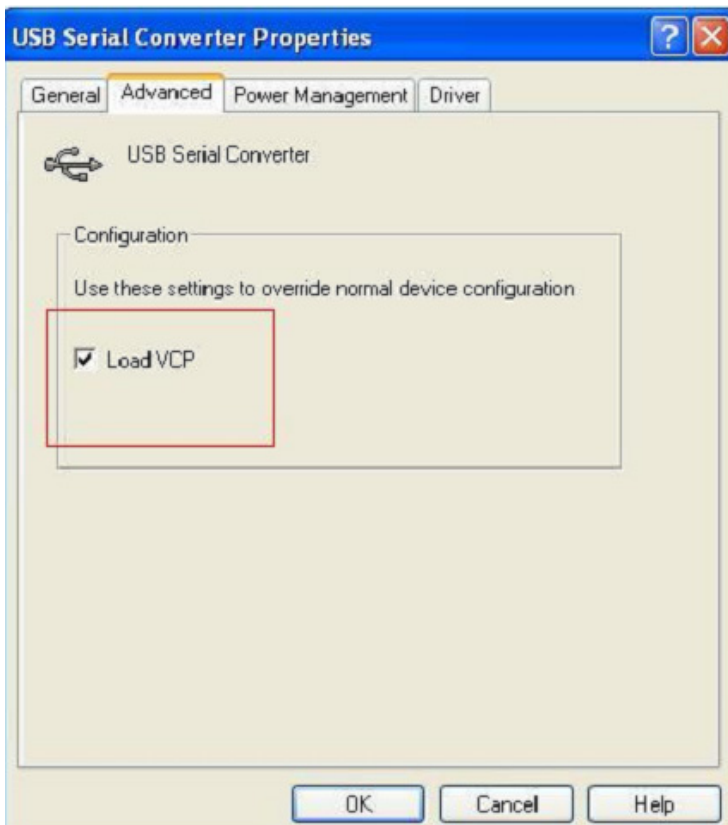 USB Serial Converter Properties
General Advanced Power Management Driver
USB Serial Converter
Configuration
Use these settings to override normal device configuration
Load VCP
OK Cancel Help